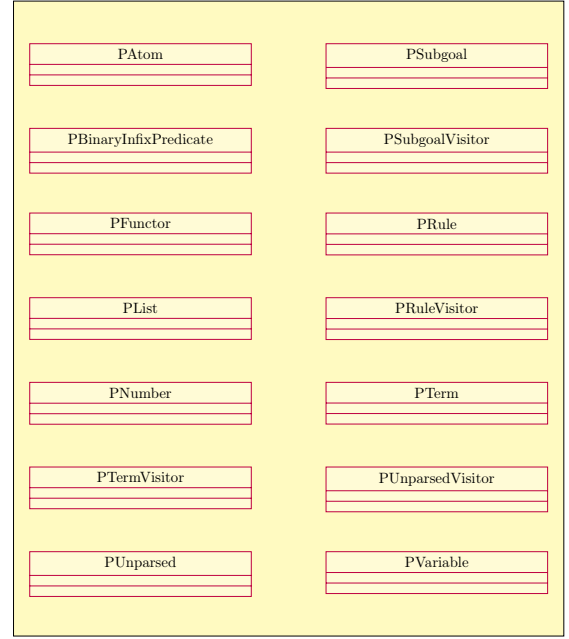 PAtom
PSubgoal
PBinaryInfixPredicate
PSubgoalVisitor
PFunctor
PRule
PList
PRuleVisitor
PNumber
PTerm
PTermVisitor
PUnparsedVisitor
PUnparsed
PVariable